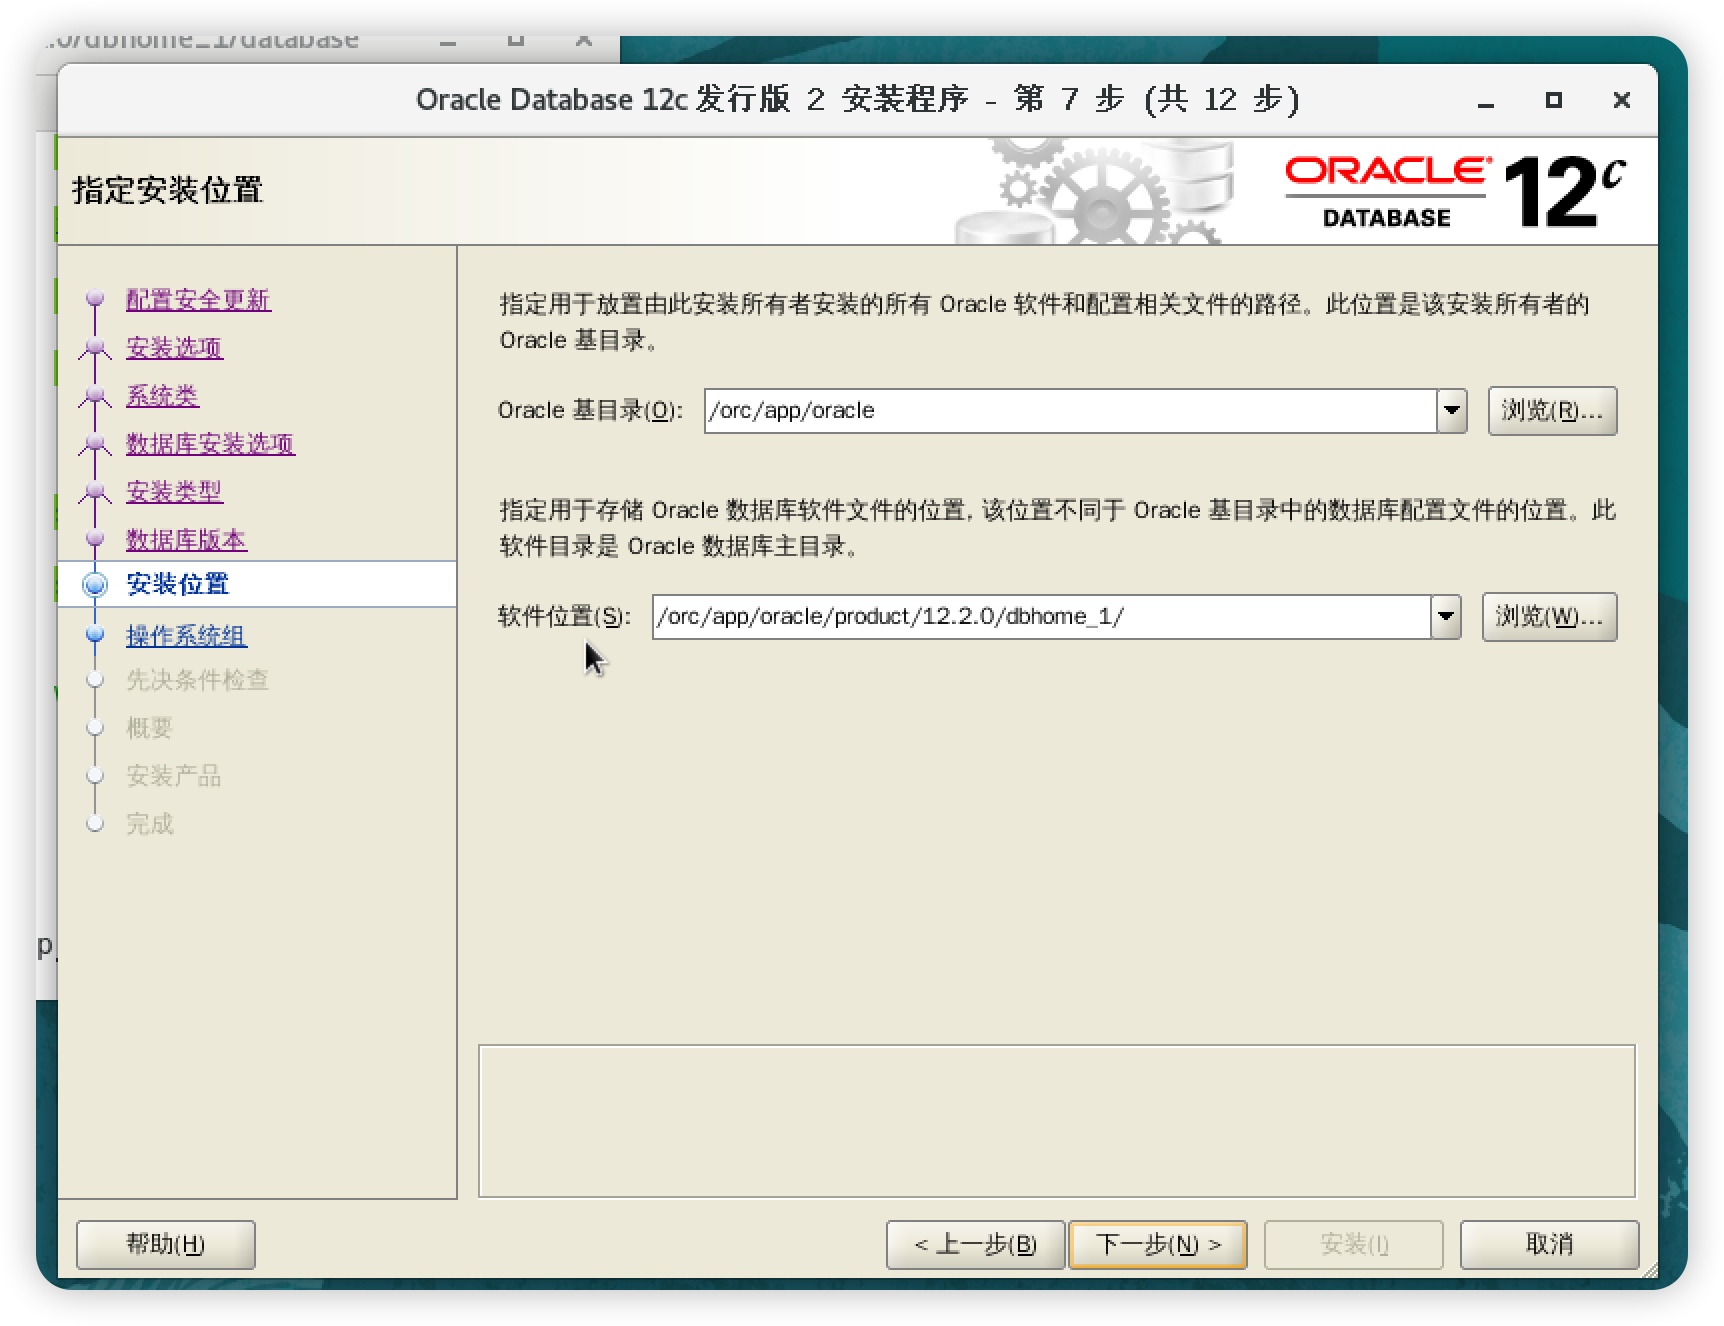 .0/dbhome_1/database
Oracle Database 12c 发行版 2 安装程序 - 第 7 步 (共 12 步)
指定安装位置
ORACLE
DATABASE
12c
配置安全更新
安装选项
系统类
数据库安装选项
安装类型
数据库版本
安装位置
操作系统组
先决条件检查
概要
安装产品
完成
指定用于放置由此安装所有者安装的所有 Oracle 软件和配置相关文件的路径。此位置是该安装所有者的
Oracle 基目录。
Oracle 基目录(O): /orc/app/oracle 浏览(R)...
指定用于存储 Oracle 数据库软件文件的位置, 该位置不同于 Oracle 基目录中的数据库配置文件的位置。此
软件目录是 Oracle 数据库主目录。
软件位置(S): /orc/app/oracle/product/12.2.0/dbhome_1/ 浏览(W)...
p
帮助(H) < 上一步(B) 下一步(N) > 安装(I) 取消